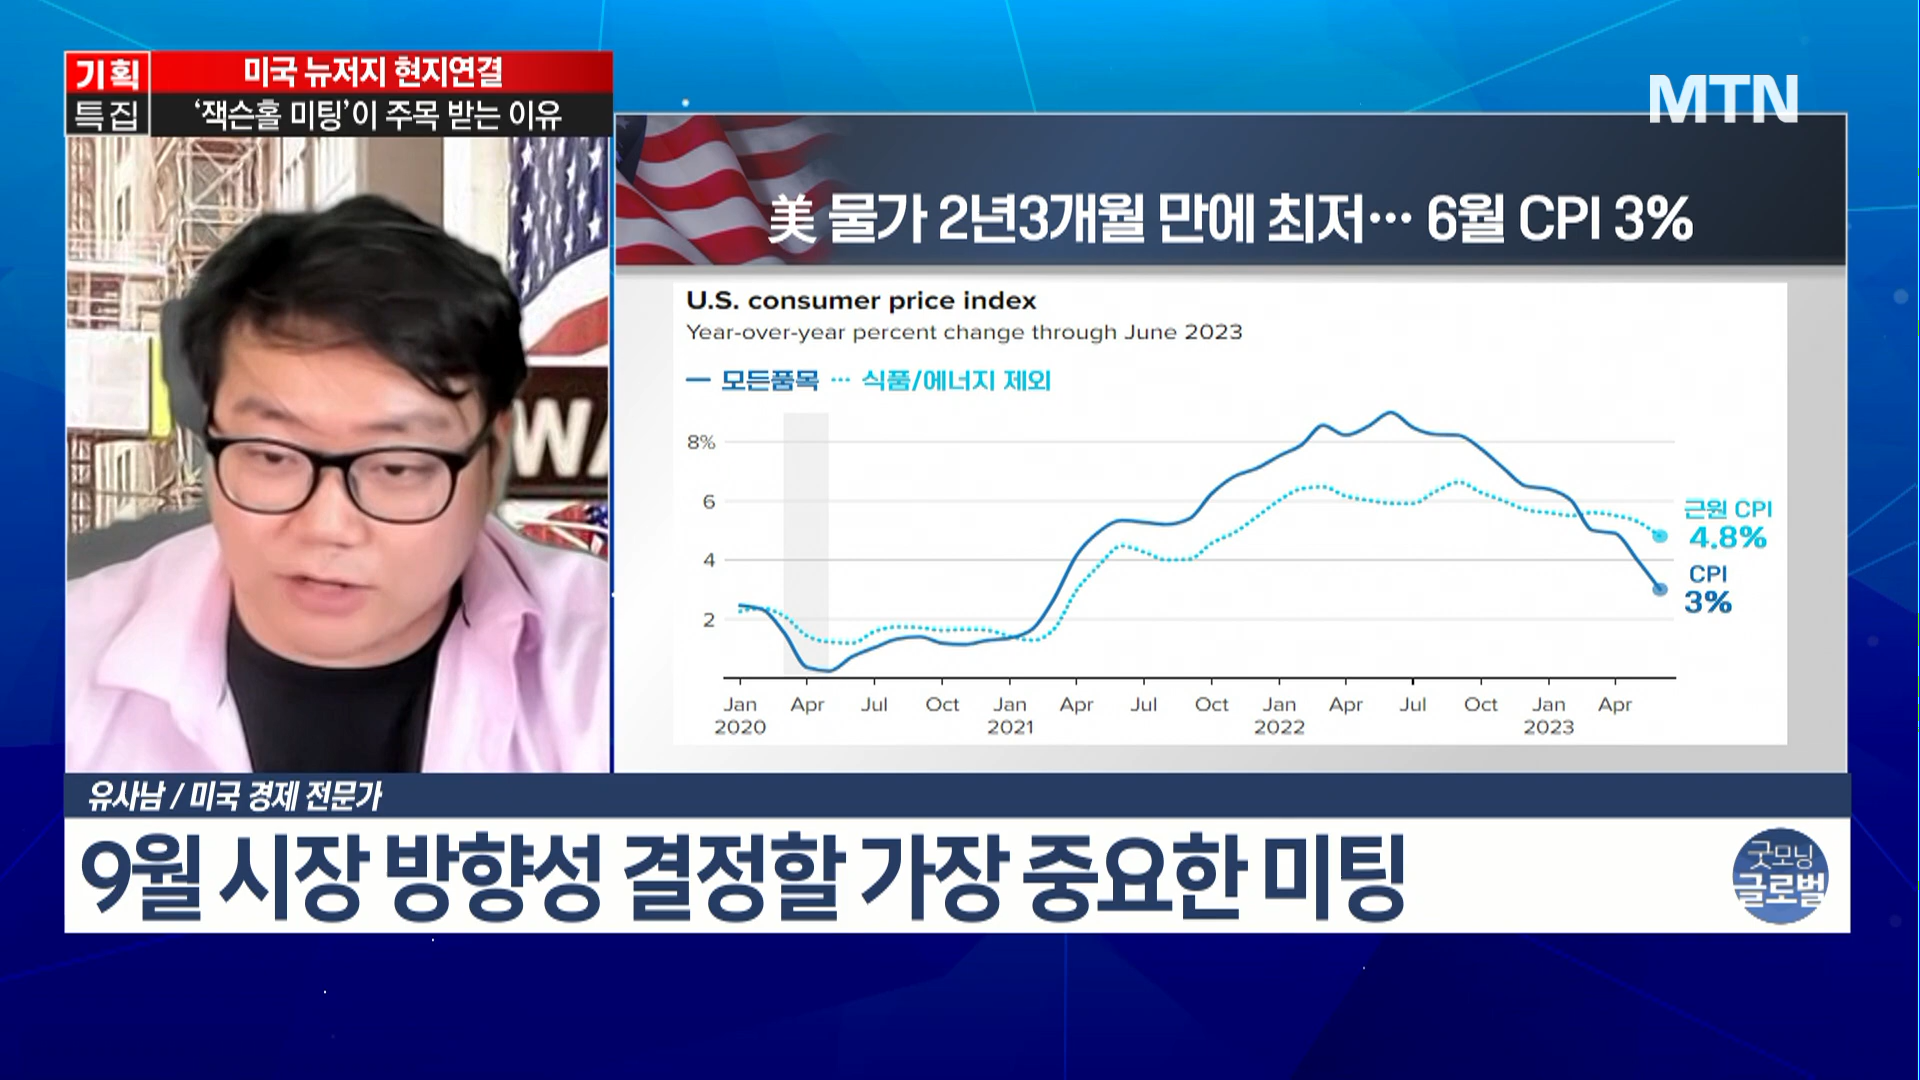 기획
특집
미국 뉴저지 현지연결
‘잭슨홀 미팅’이 주목 받는 이유
MTN
美 물가 2년3개월 만에 최저… 6월 CPI 3%
U.S. consumer price index
Year-over-year percent change through June 2023
모든품목 식품/에너지 제외
8%
6
4
2
근원 CPI
4.8%
CPI
3%
Jan Apr Jul Oct Jan Apr Jul Oct Jan Apr Jul Oct Jan Apr
2020 2021 2022 2023
WA
유사남 / 미국 경제 전문가
9월 시장 방향성 결정할 가장 중요한 미팅
굿모닝
글로벌